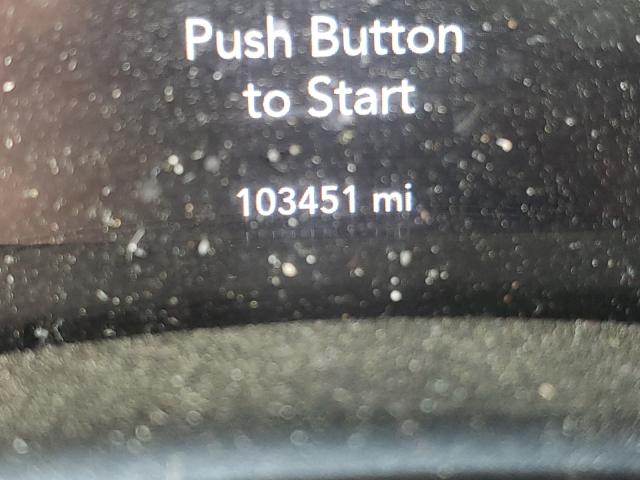 Push Button
to Start
103451 mi